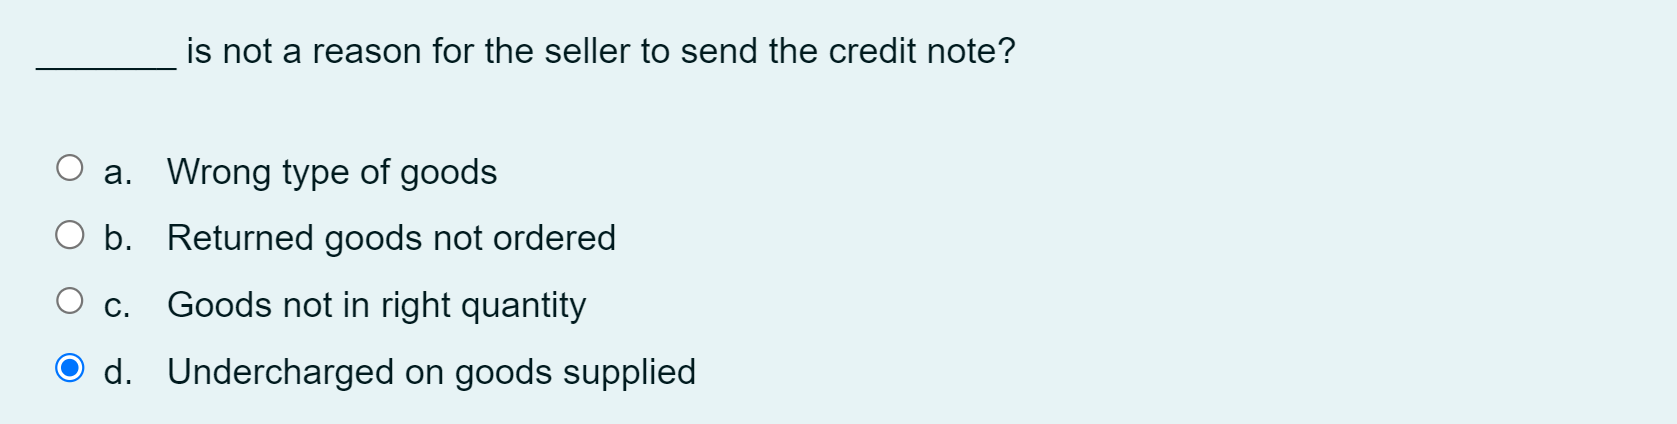 _______ is not a reason for the seller to send the credit note?
a. Wrong type of goods
b. Returned goods not ordered
c. Goods not in right quantity
d. Undercharged on goods supplied